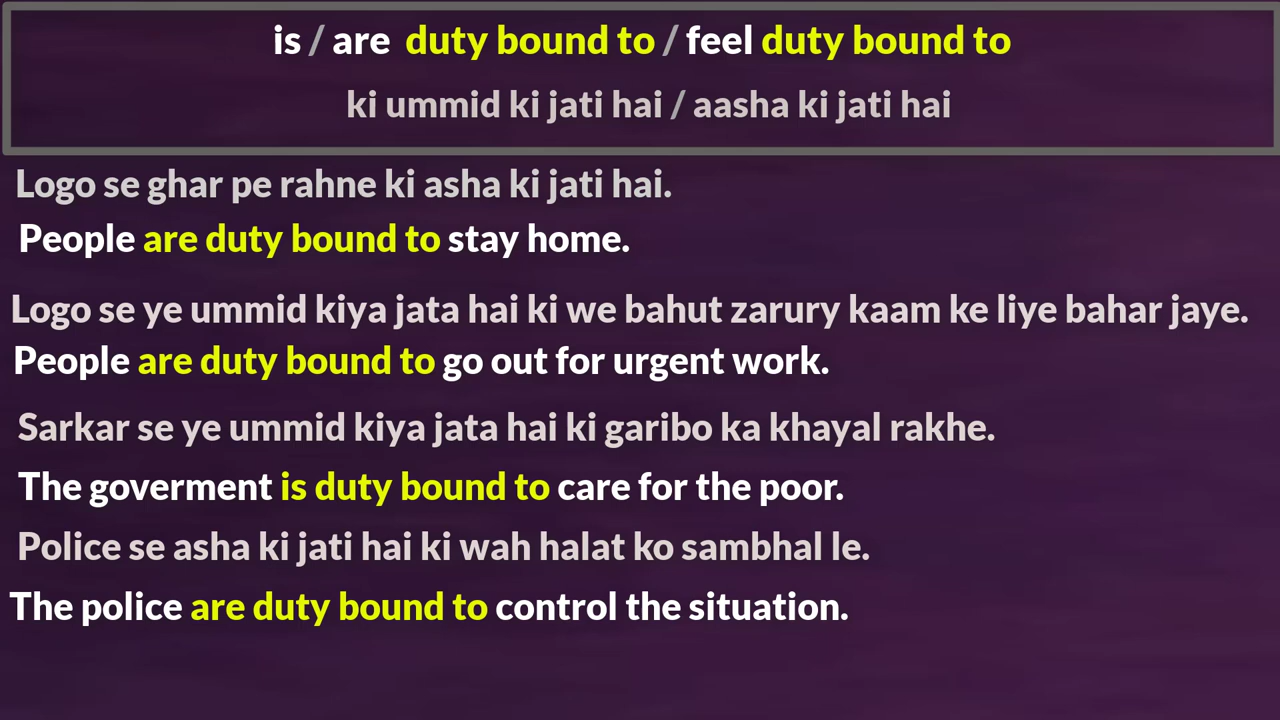 is / are duty bound to / feel duty bound to
ki ummid ki jati hai / aasha ki jati hai
Logo se ghar pe rahne ki asha ki jati hai.
People are duty bound to stay home.
Logo se ye ummid kiya jata hai ki we bahut zarury kaam ke liye bahar jaye.
People are duty bound to go out for urgent work.
Sarkar se ye ummid kiya jata hai ki garibo ka khayal rakhe.
The goverment is duty bound to care for the poor.
Police se asha ki jati hai ki wah halat ko sambhal le.
The police are duty bound to control the situation.